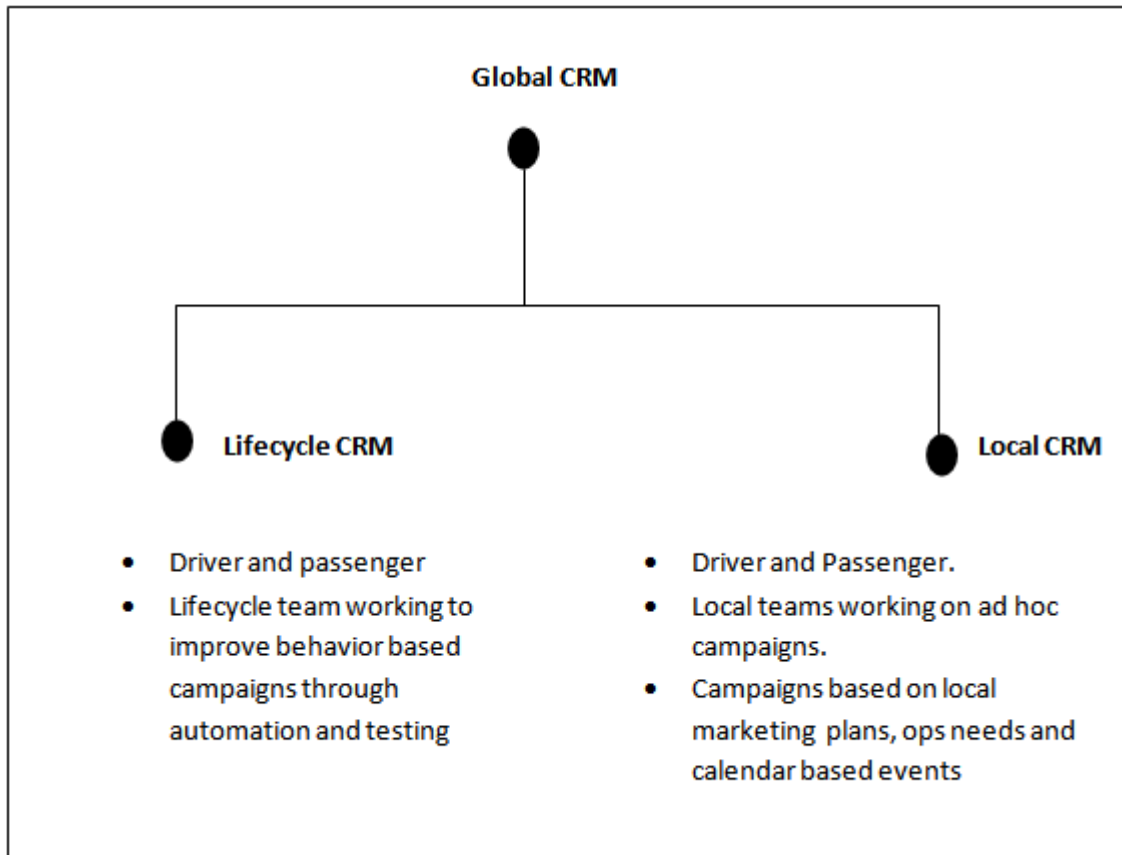 Global CRM
Lifecycle CRM
Local CRM
• Driver and passenger
• Lifecycle team working to
improve behavior based
campaigns through
automation and testing
• Driver and Passenger.
• Local teams working on ad hoc
campaigns.
• Campaigns based on local
marketing plans, ops needs and
calendar based events